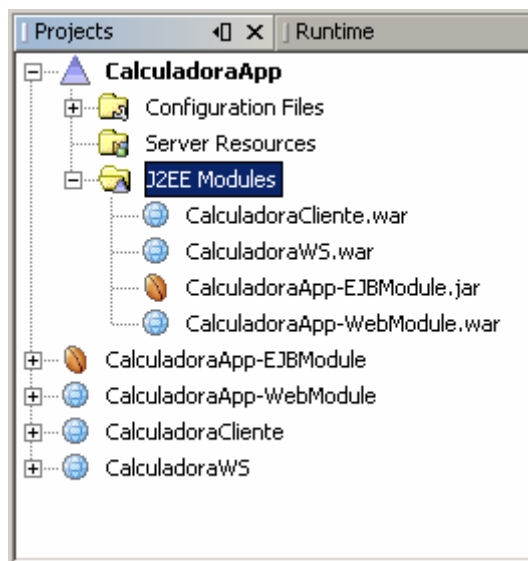 Projects Runtime
CalculadoraApp
Configuration Files
Server Resources
J2EE Modules
CalculadoraCliente.war
CalculadoraWS.war
CalculadoraApp-EJBModule.jar
CalculadoraApp-WebModule.war
CalculadoraApp-EJBModule
CalculadoraApp-WebModule
CalculadoraCliente
CalculadoraWS